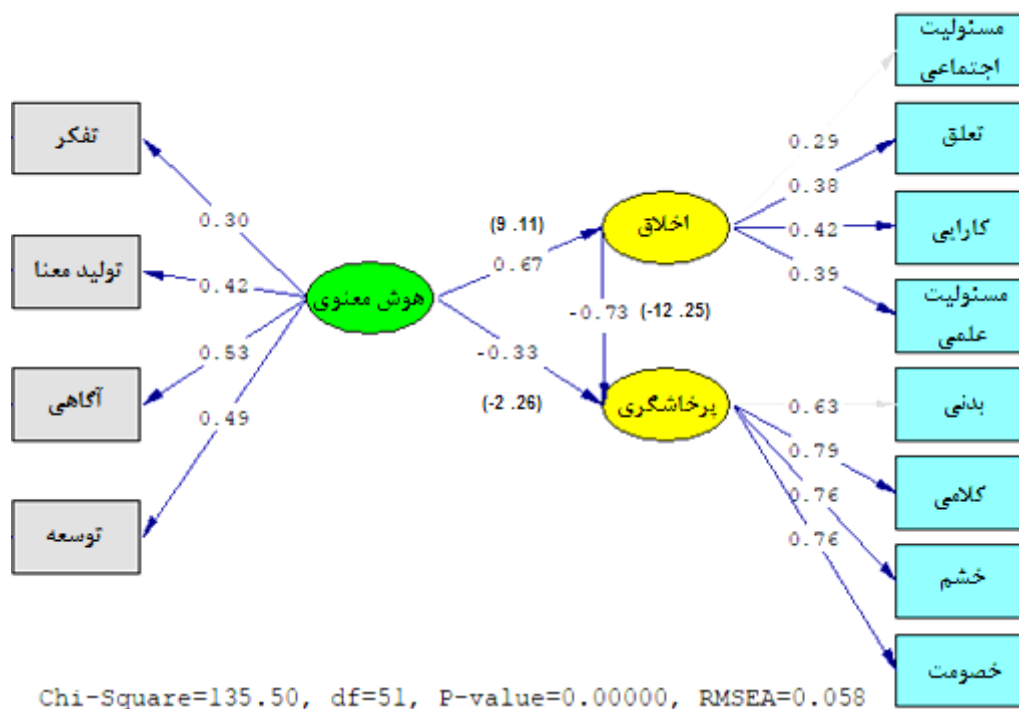 مسئولیت
اجتماعی
تفکر
تعلق
0.29
0.38
0.30
(9 .11)
اخلاق
0.42
کارایی
تولید معنا
0.42
0.67
0.39
هوش معنوی
مسئولیت
علمی
-0.73
(-12 .25)
0.53
-0.33
آگاهی
(-2 .26)
پرخاشگری
0.63
بدنی
0.49
0.79
کلامی
0.76
0.76
توسعه
خشم
خصومت
Chi-Square=135.50, df=51, P-value=0.00000, RMSEA=0.058